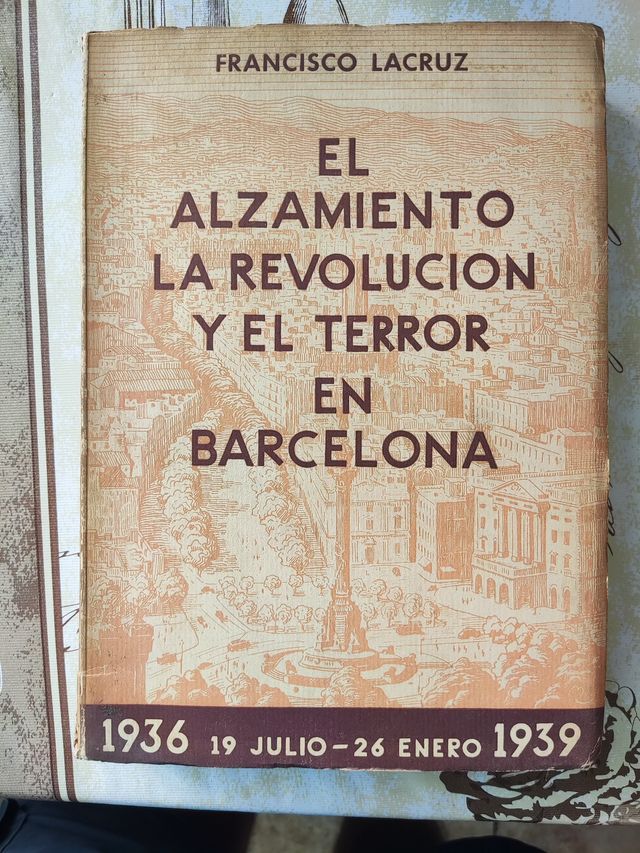 FRANCISCO LACRUZ
EL
ALZAMIENTO
LA REVOLUCION
Y EL TERROR
EN
BARCELONA
1936 19 JULIO – 26 ENERO 1939